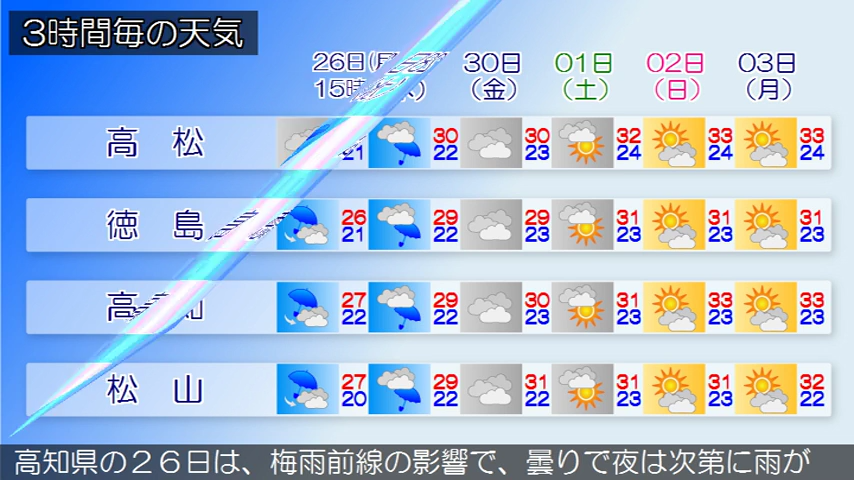 3時間毎の天気
26日(月) 30日 01日 02日 03日
15時 (金) (土) (日) (月)
高松 21 30 22 30 23 32 24 33 24 33 24
徳島 26 21 29 22 29 23 31 23 31 23 31 23
高知 27 22 29 22 30 23 31 23 33 23 33 23
松山 27 20 29 22 31 22 31 23 31 23 32 22
高知県の26日は、梅雨前線の影響で、曇りで夜は次第に雨が